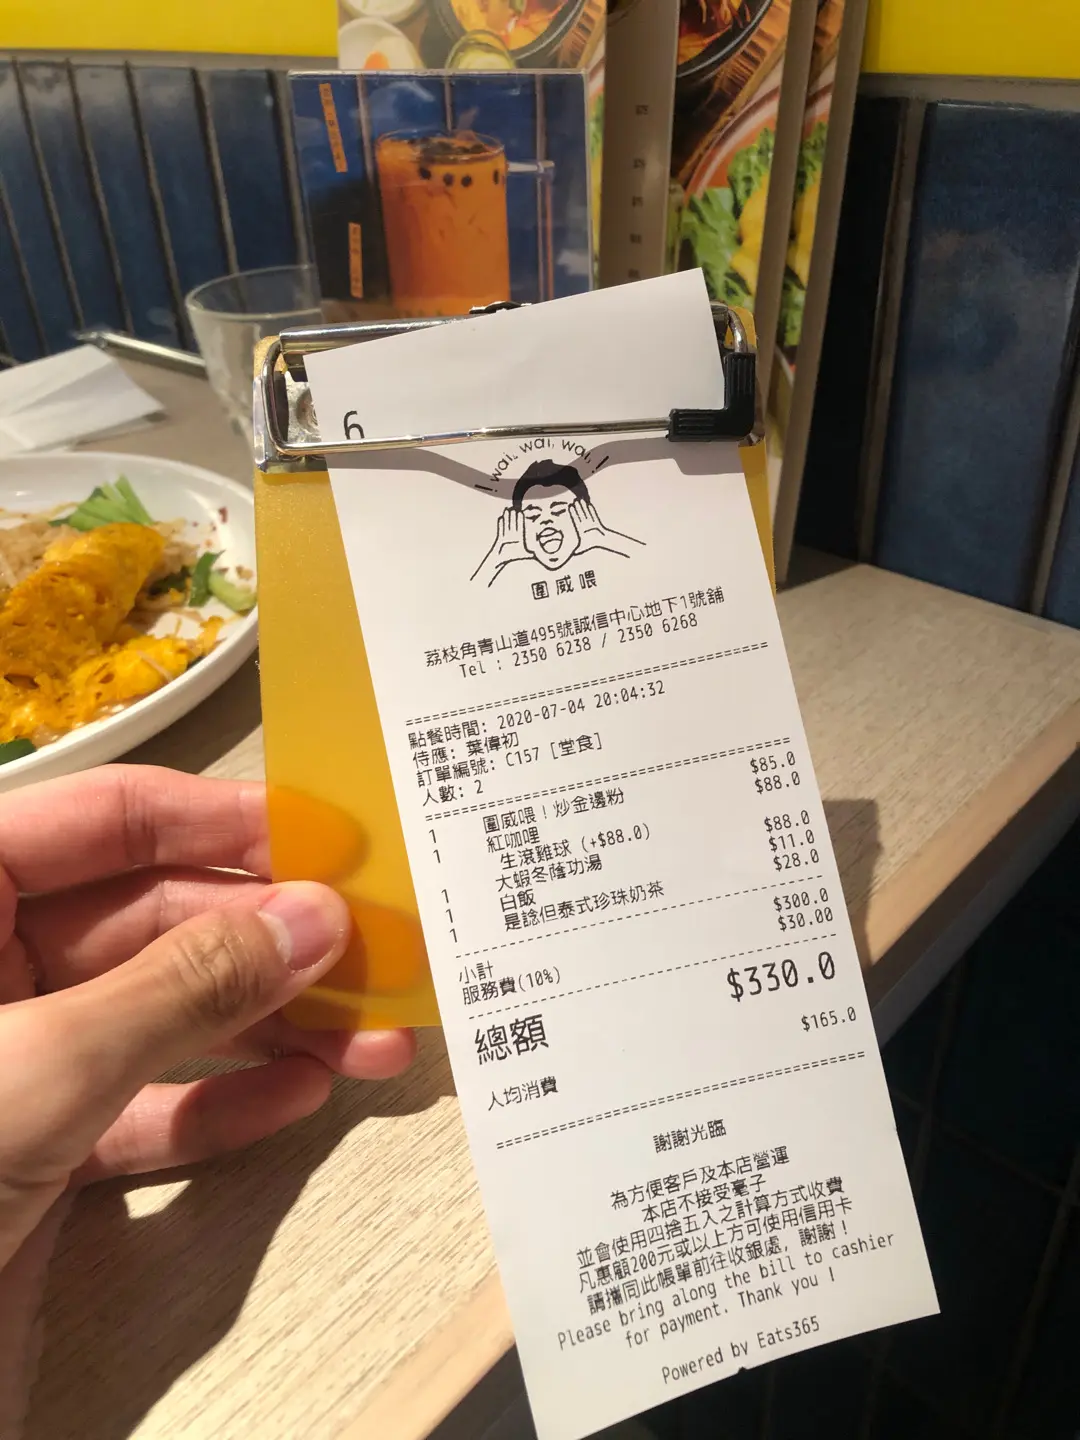 6
! wai, wai, wai, !
圍威喂
荔枝角青山道495號誠信中心地下1號舖
Tel : 2350 6238 / 2350 6268
點餐時間: 2020-07-04 20:04:32
侍應: 葉偉初
訂單編號: C157 [堂食]
人數: 2
1 圍威喂！炒金邊粉 $85.0
1 紅咖哩 $88.0
生滾雞球 (+$88.0)
1 大蝦冬蔭功湯 $88.0
1 白飯 $11.0
1 是諗但泰式珍珠奶茶 $28.0
小計 $300.0
服務費(10%) $30.00
總額 $330.0
人均消費 $165.0
謝謝光臨
為方便客戶及本店營運
本店不接受毫子
並會使用四捨五入之計算方式收費
凡惠顧200元或以上方可使用信用卡
請攜同此帳單前往收銀處, 謝謝！
Please bring along the bill to cashier
for payment. Thank you !
Powered by Eats365